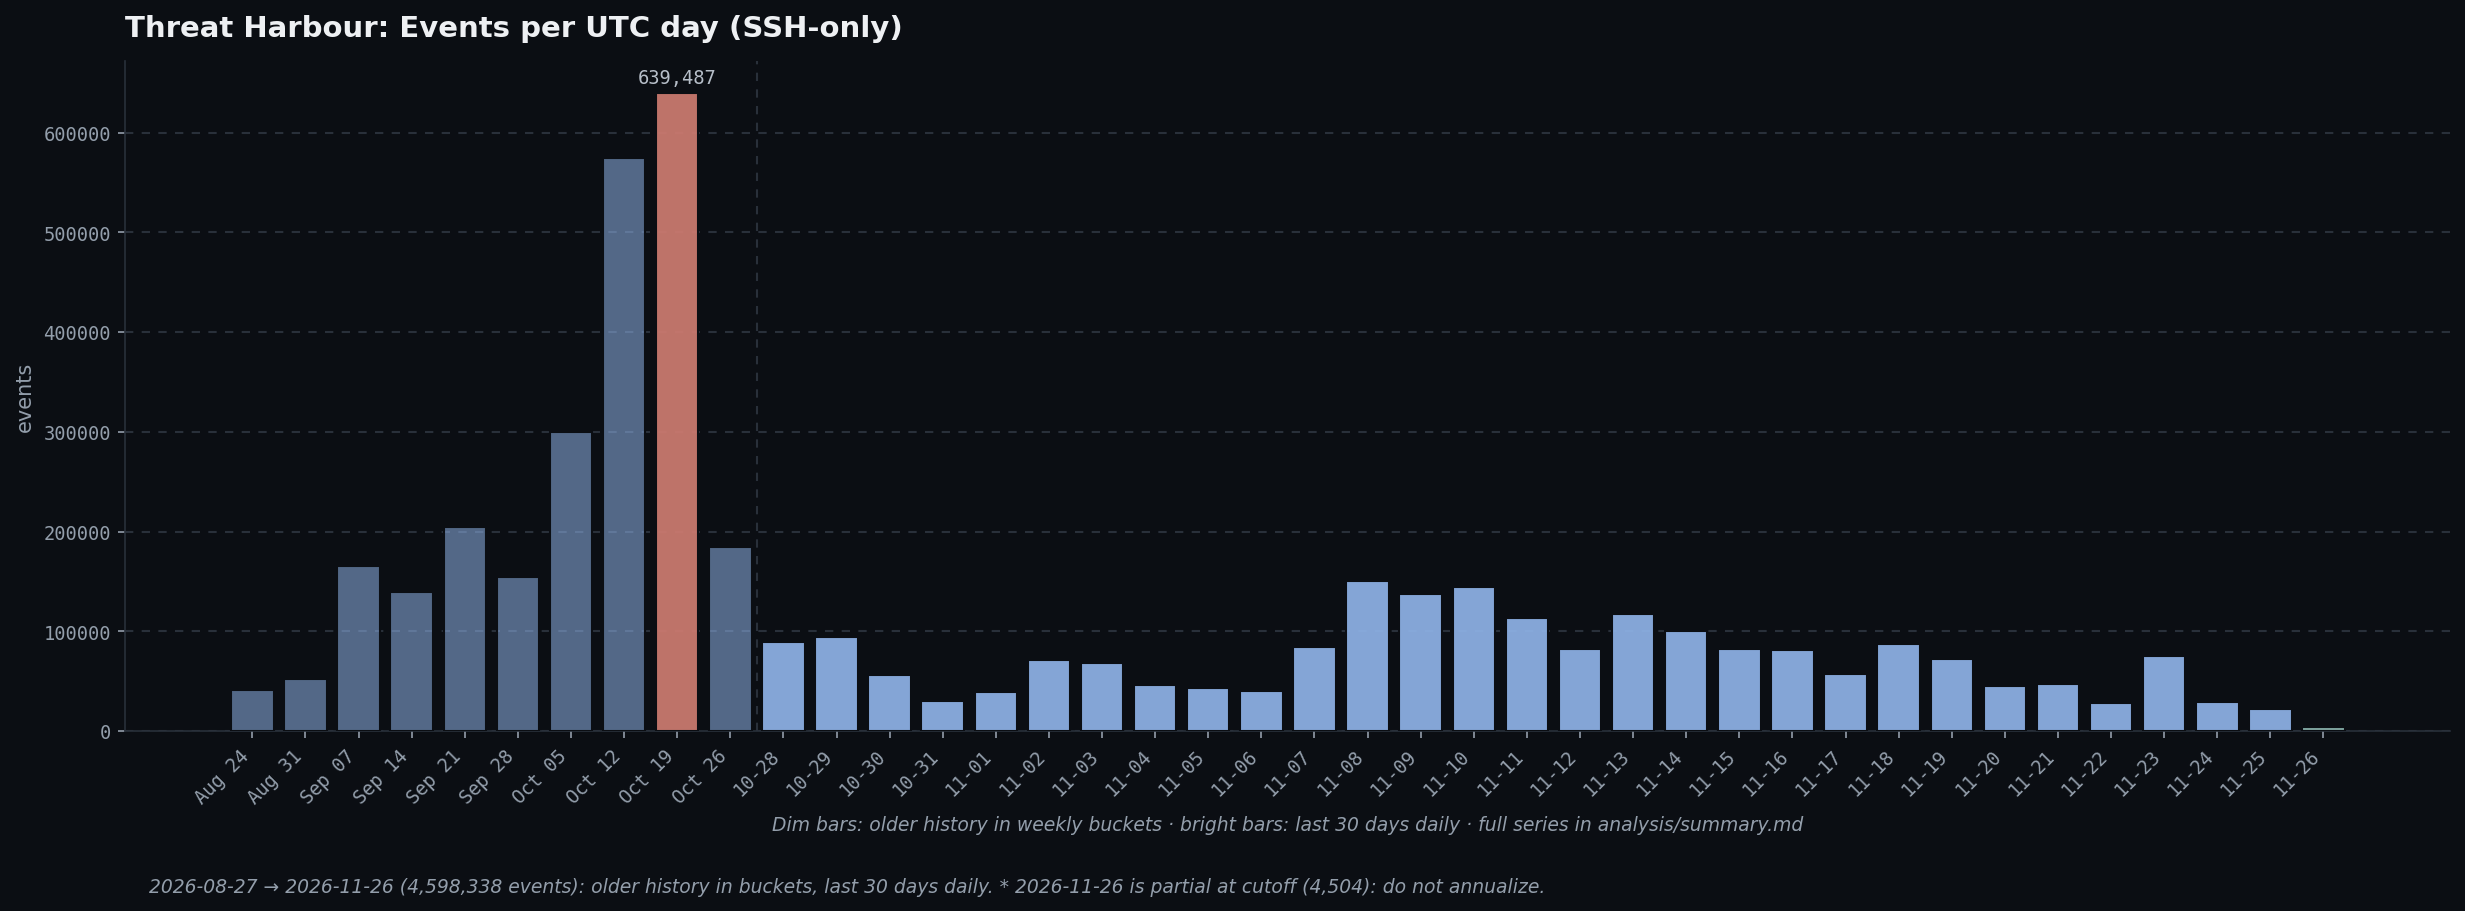 Threat Harbour: Events per UTC day (SSH-only)
639,487
600000
500000
400000
300000
200000
100000
0
events
Aug 24
Aug 31
Sep 07
Sep 14
Sep 21
Sep 28
Oct 05
Oct 12
Oct 19
Oct 26
10-28
10-29
10-30
10-31
11-01
11-02
11-03
11-04
11-05
11-06
11-07
11-08
11-09
11-10
11-11
11-12
11-13
11-14
11-15
11-16
11-17
11-18
11-19
11-20
11-21
11-22
11-23
11-24
11-25
11-26
Dim bars: older history in weekly buckets · bright bars: last 30 days daily · full series in analysis/summary.md
2026-08-27 → 2026-11-26 (4,598,338 events): older history in buckets, last 30 days daily. * 2026-11-26 is partial at cutoff (4,504): do not annualize.